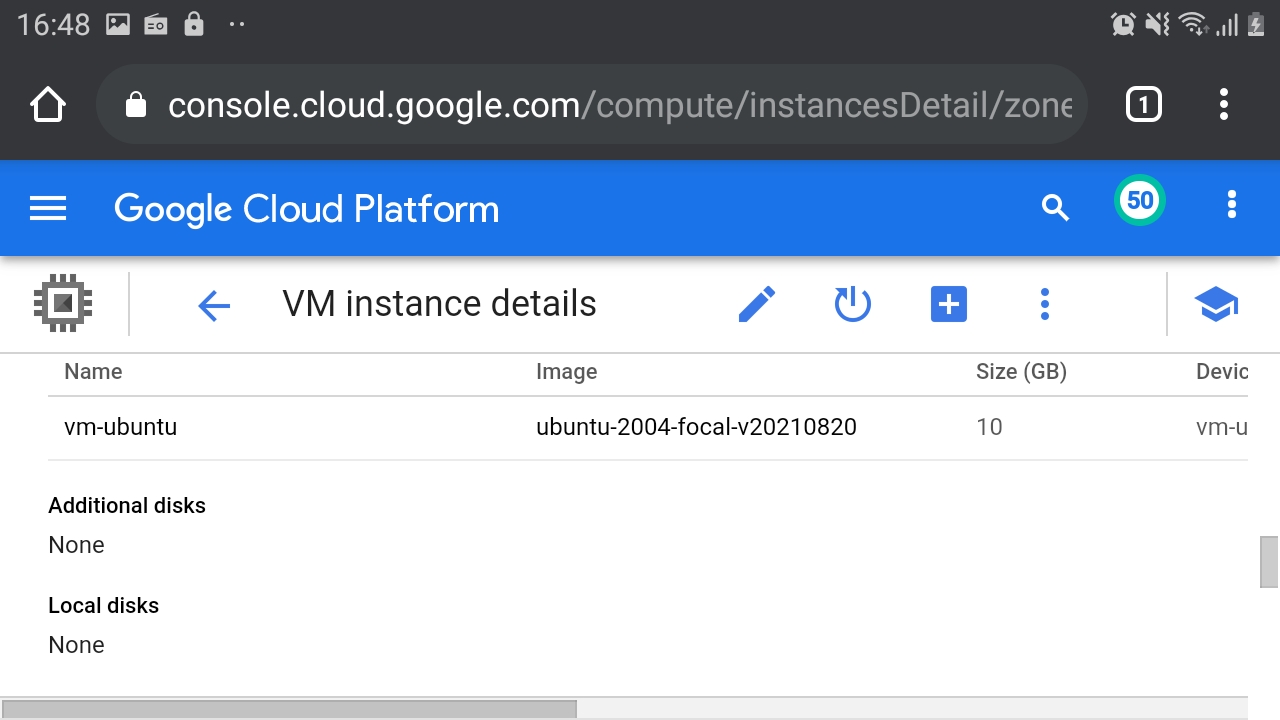 16:48
console.cloud.google.com/compute/instancesDetail/zone
1
Google Cloud Platform
50
VM instance details
Name Image Size (GB) Devic
vm-ubuntu ubuntu-2004-focal-v20210820 10 vm-u
Additional disks
None
Local disks
None